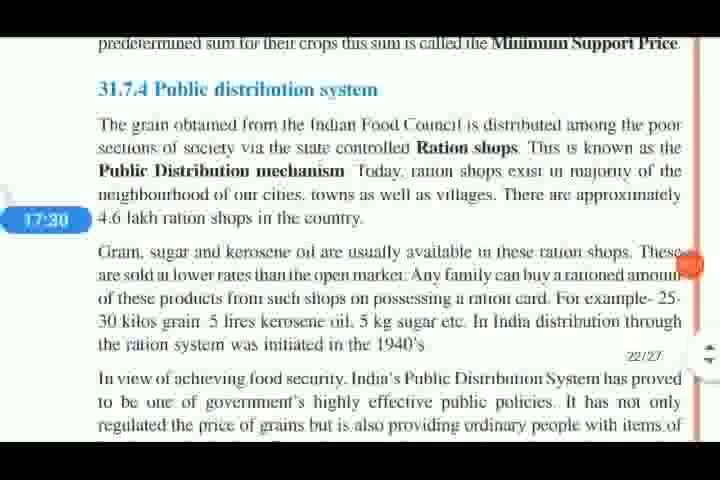 predetermined sum for their crops this sum is called the Minimum Support Price.
31.7.4 Public distribution system
The grain obtained from the Indian Food Council is distributed among the poor
sections of society via the state controlled Ration shops. This is known as the
Public Distribution mechanism. Today, ration shops exist in majority of the
neighbourhood of our cities, towns as well as villages. There are approximately
17:20
4.6 lakh ration shops in the country.
Gram, sugar and kerosene oil are usually available in these ration shops. These
are sold at lower rates than the open market. Any family can buy a rationed amount
of these products from such shops on possessing a ration card. For example- 25-
30 kilos grain, 5 lires kerosene oil, 5 kg sugar etc. In India distribution through
the ration system was initiated in the 1940's.
22/27
In view of achieving food security, India's Public Distribution System has proved
to be one of government's highly effective public policies. It has not only
regulated the price of grains but is also providing ordinary people with items of